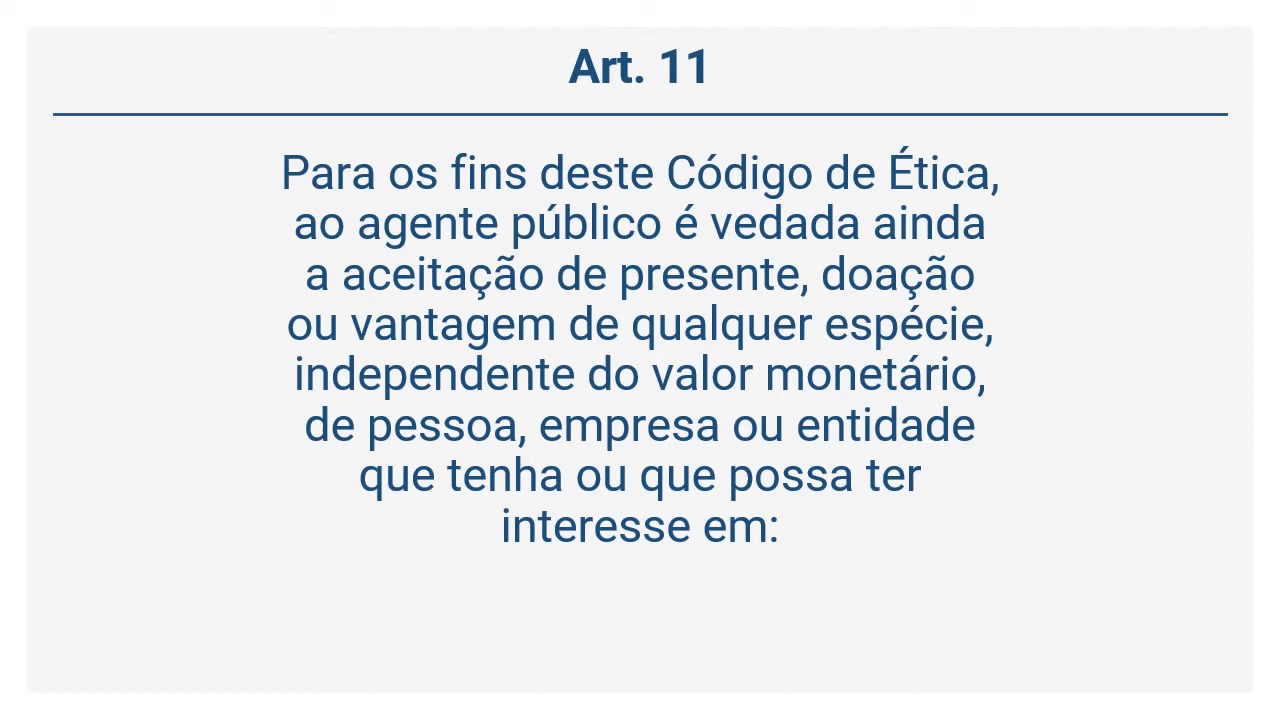 Art. 11
Para os fins deste Código de Ética,
ao agente público é vedada ainda
a aceitação de presente, doação
ou vantagem de qualquer espécie,
independente do valor monetário,
de pessoa, empresa ou entidade
que tenha ou que possa ter
interesse em: